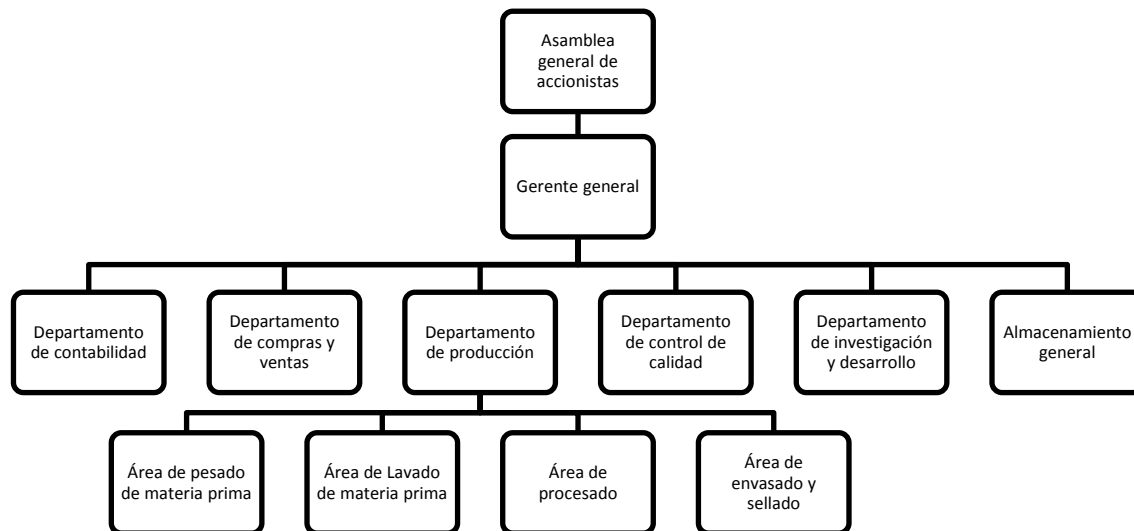 Asamblea
general de
accionistas
Gerente general
Departamento
de contabilidad
Departamento
de compras y
ventas
Departamento
de producción
Departamento
de control de
calidad
Departamento
de investigación
y desarrollo
Almacenamiento
general
Área de pesado
de materia prima
Área de Lavado
de materia prima
Área de
procesado
Área de
envasado y
sellado